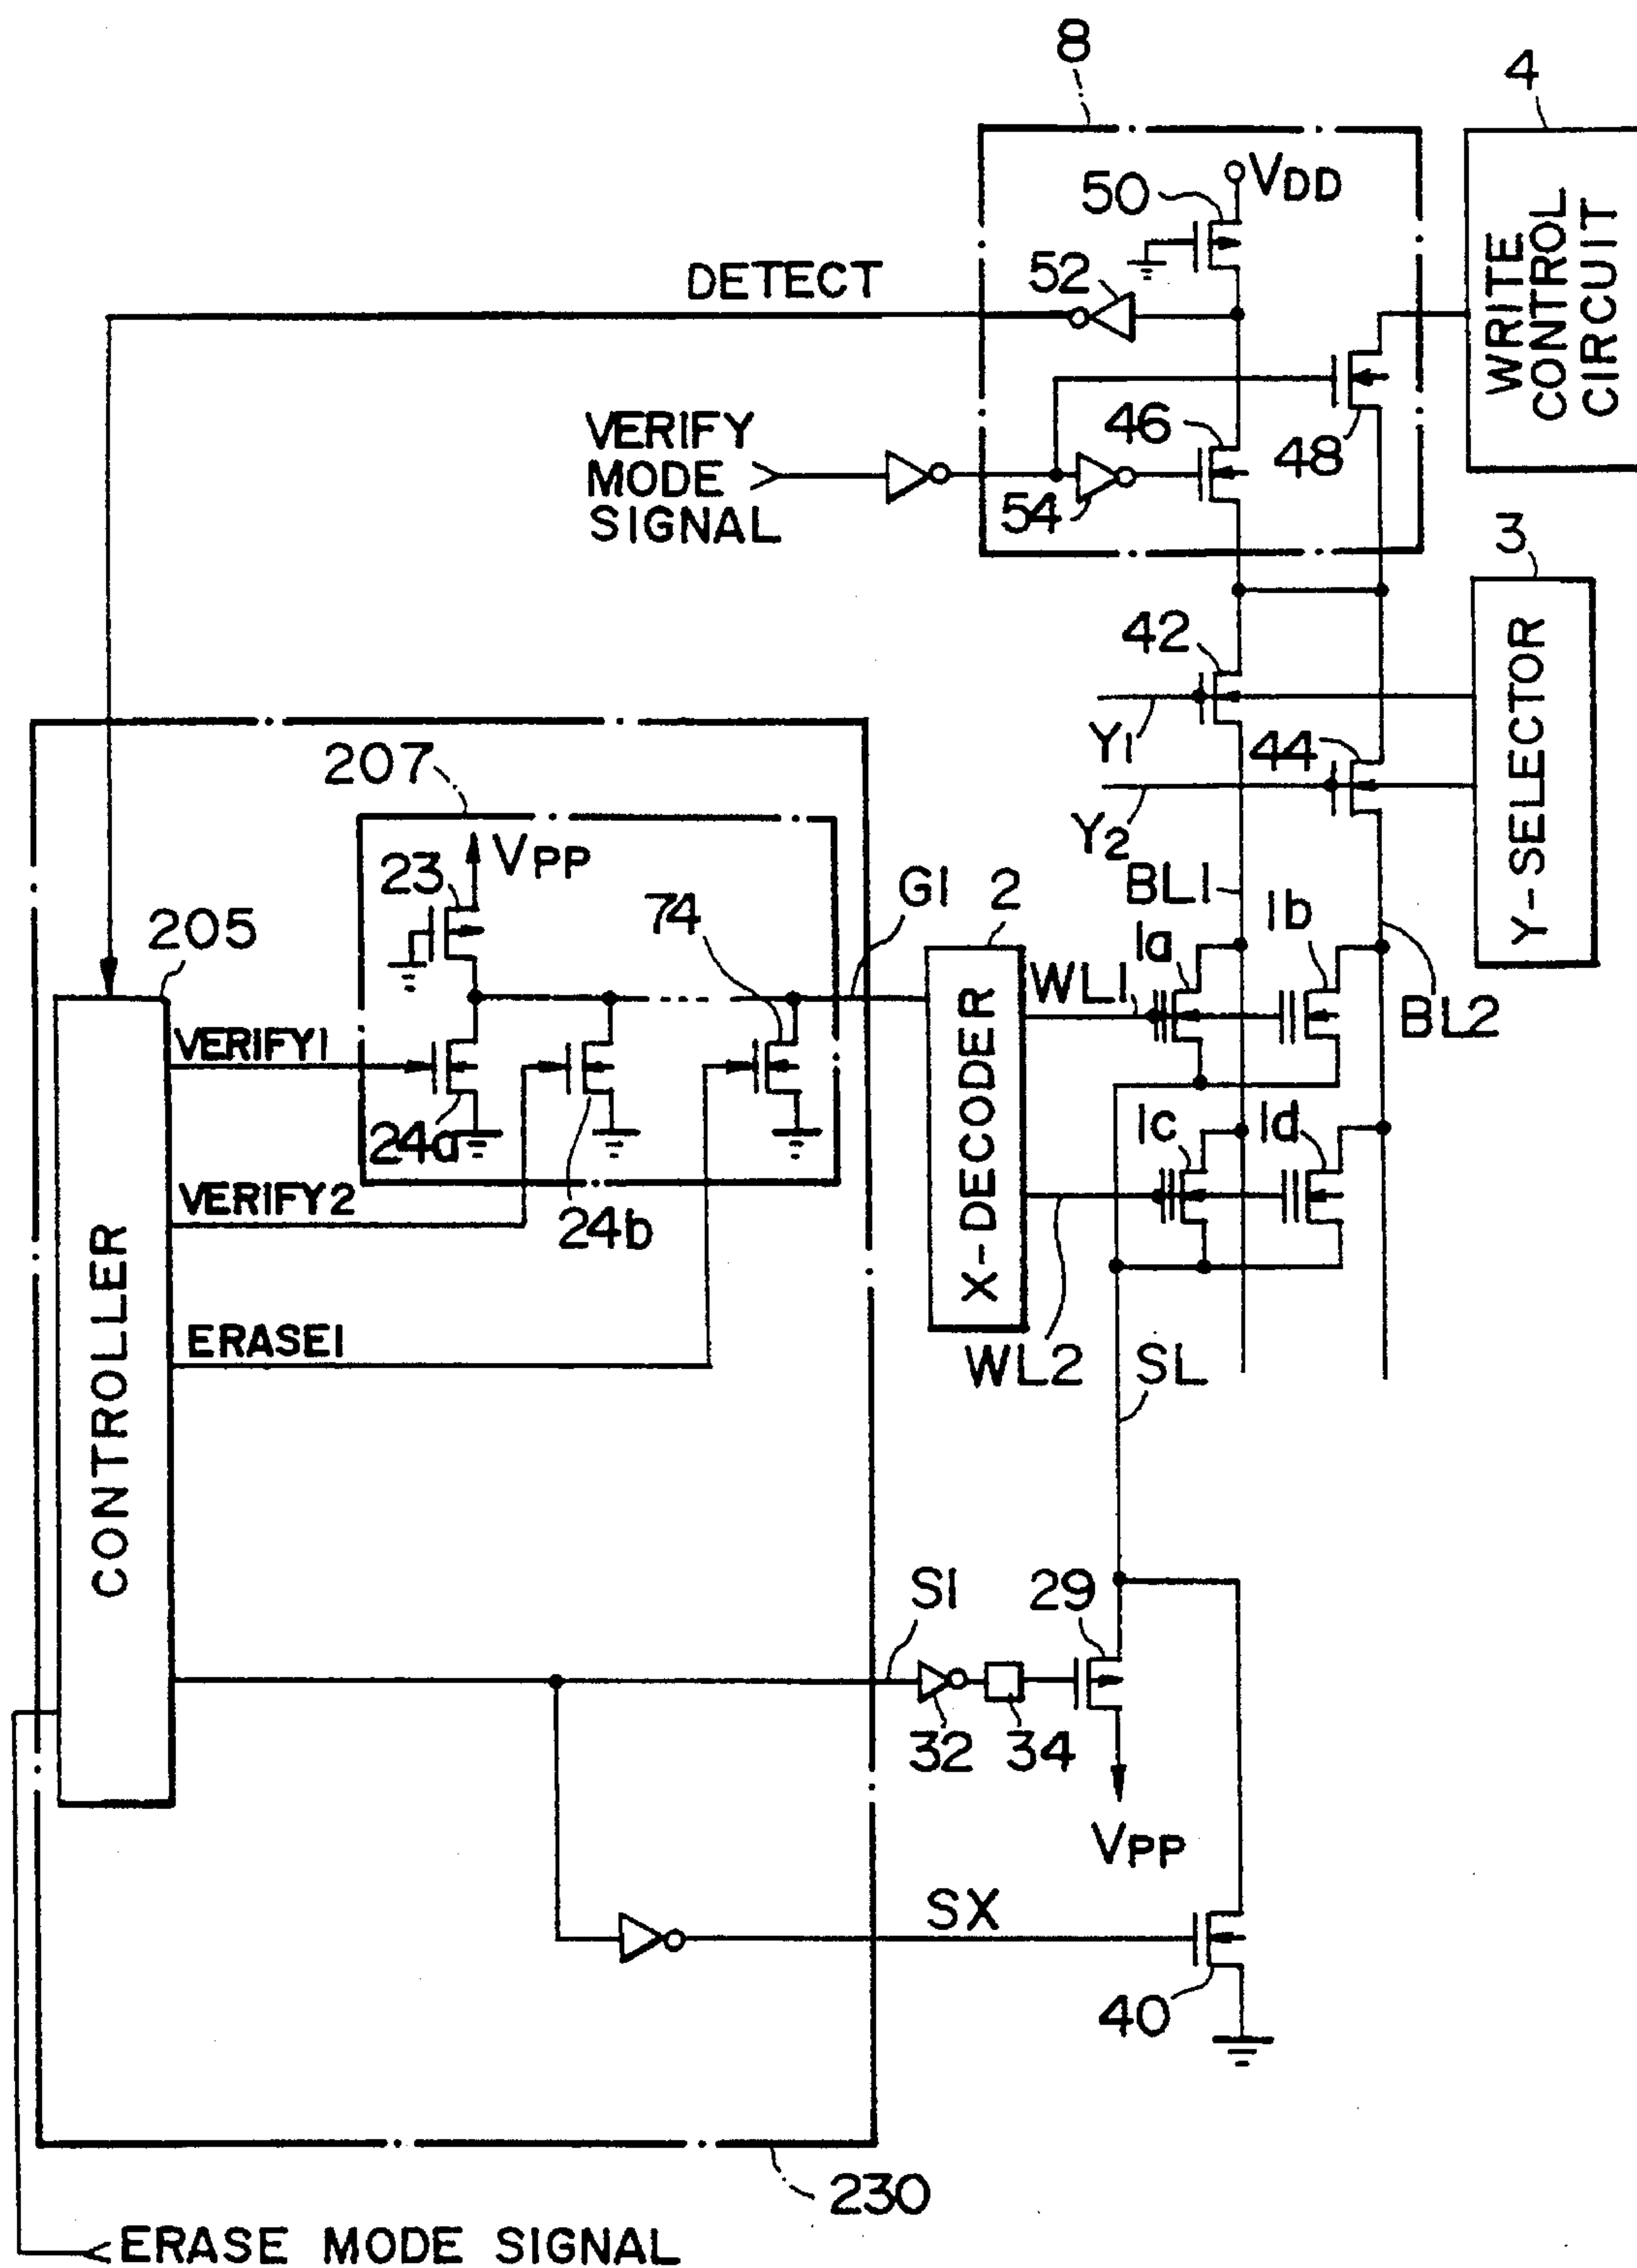 8
4
VDD
50
52
DETECT
WRITE
CONTROL
CIRCUIT
46
48
VERIFY
MODE
SIGNAL
54
3
42
Y-SELECTOR
Y1
44
207
Y2
VPP
23
74
G1
2
BL1
1b
1a
205
WL1
BL2
VERIFY1
24a
X-DECODER
1c
1d
VERIFY2
24b
CONTROLLER
ERASE1
WL2
SL
S1
29
32
34
VPP
SX
40
230
ERASE MODE SIGNAL